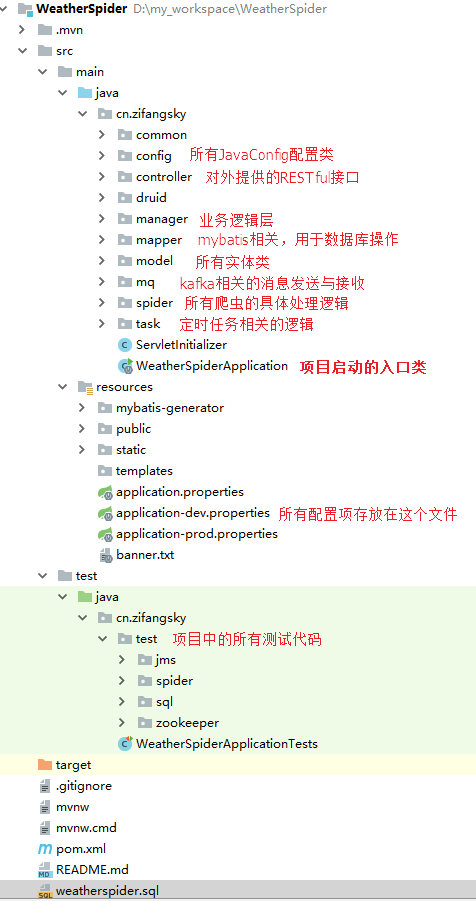 WeatherSpider D:\my_workspace\WeatherSpider
.mvn
src
main
java
cn.zifangsky
common
config 所有JavaConfig配置类
controller 对外提供的RESTful接口
druid
manager 业务逻辑层
mapper mybatis相关，用于数据库操作
model 所有实体类
mq kafka相关的消息发送与接收
spider 所有爬虫的具体处理逻辑
task 定时任务相关的逻辑
ServletInitializer
WeatherSpiderApplication 项目启动的入口类
resources
mybatis-generator
public
static
templates
application.properties
application-dev.properties 所有配置项存放在这个文件
application-prod.properties
banner.txt
test
java
cn.zifangsky
test 项目中的所有测试代码
jms
spider
sql
zookeeper
WeatherSpiderApplicationTests
target
.gitignore
mvnw
mvnw.cmd
pom.xml
README.md
weatherspider.sql